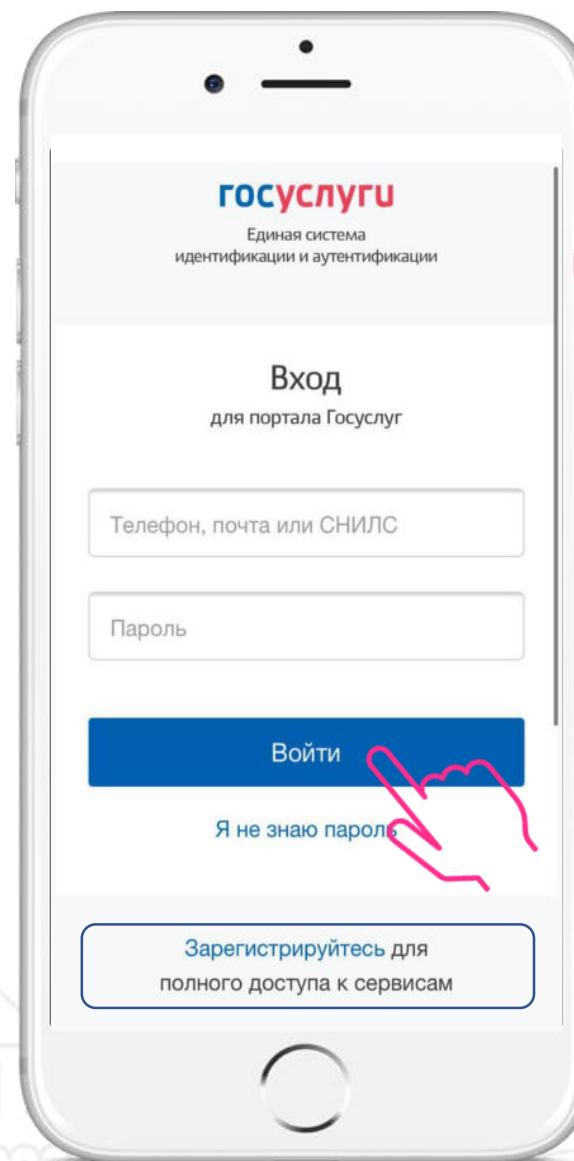 госуслуги
Единая система
идентификации и аутентификации
Вход
для портала Госуслуг
Телефон, почта или СНИЛС
Пароль
Войти
Я не знаю пароль
Зарегистрируйтесь для
полного доступа к сервисам